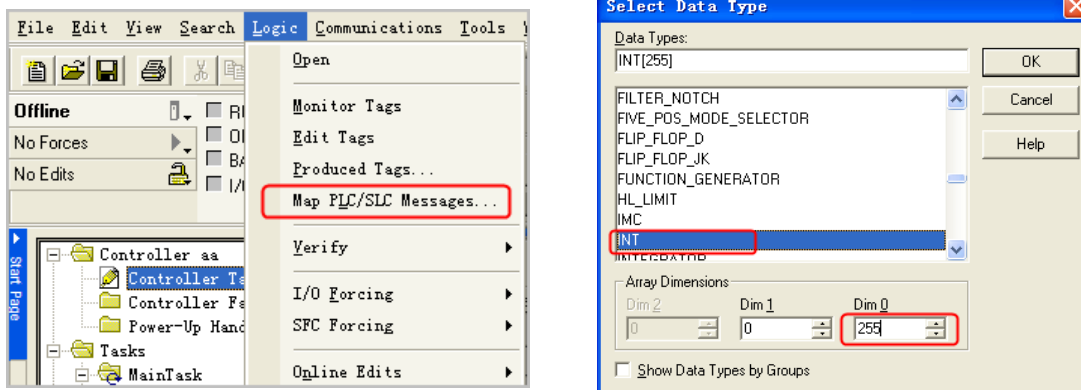 File Edit View Search Logic Communications Tools
Open
Offline
Monitor Tags
No Forces
Edit Tags
Produced Tags...
No Edits
Map PLC/SLC Messages...
Verify
Start Page
Controller aa
Controller
I/O Forcing
Controller
Power-Up
SFC Forcing
Tasks
MainTask
Online Edits
Select Data Type
Data Types:
INT[255]
OK
Cancel
Help
FILTER_NOTCH
FIVE_POS_MODE_SELECTOR
FLIP_FLOP_D
FLIP_FLOP_JK
FUNCTION_GENERATOR
HL_LIMIT
IMC
INT
INTEGRATOR
Array Dimensions
Dim 2 Dim 1 Dim 0
0 0 255
Show Data Types by Groups